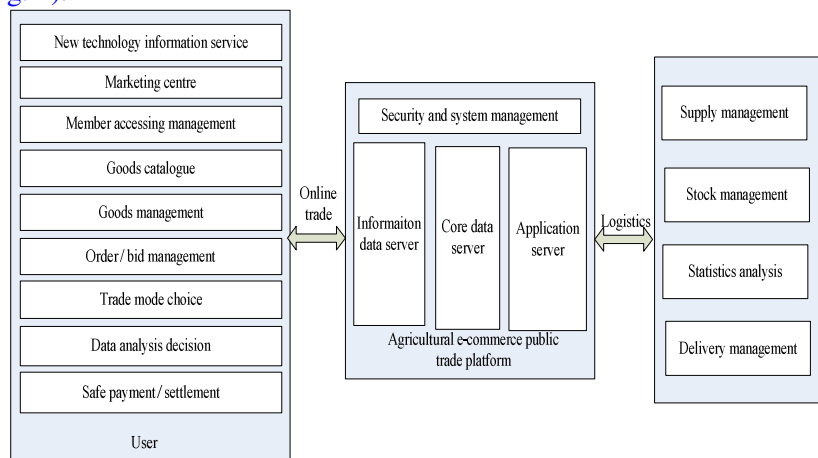 New technology information service
Marketing centre
Member accessing management
Goods catalogue
Goods management
Order / bid management
Trade mode choice
Data analysis decision
Safe payment / settlement
User
Online
trade
Security and system management
Informaiton
data server
Core data
server
Application
server
Agricultural e-commerce public
trade platform
Logistics
Supply management
Stock management
Statistics analysis
Delivery management